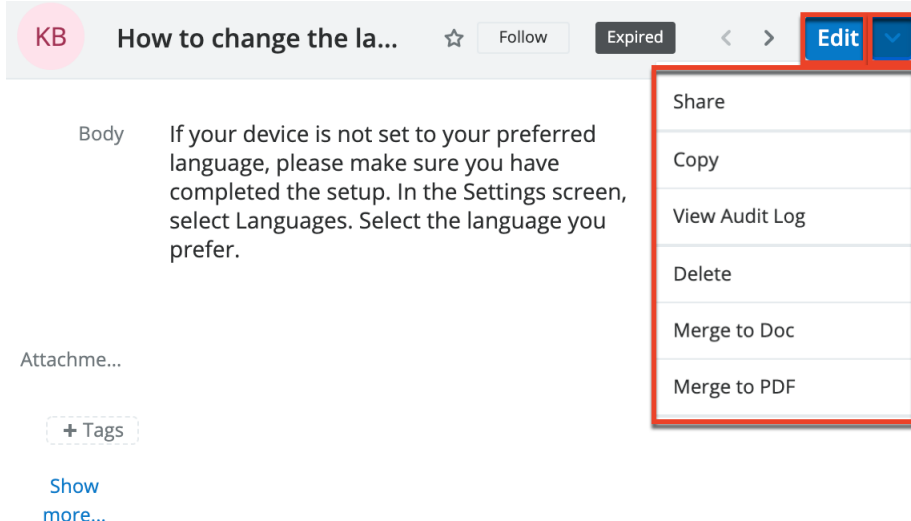 KB
How to change the la...
Follow
Expired
Edit
Share
Copy
View Audit Log
Delete
Merge to Doc
Merge to PDF
Body
If your device is not set to your preferred
language, please make sure you have
completed the setup. In the Settings screen,
select Languages. Select the language you
prefer.
Attachme...
+ Tags
Show
more...